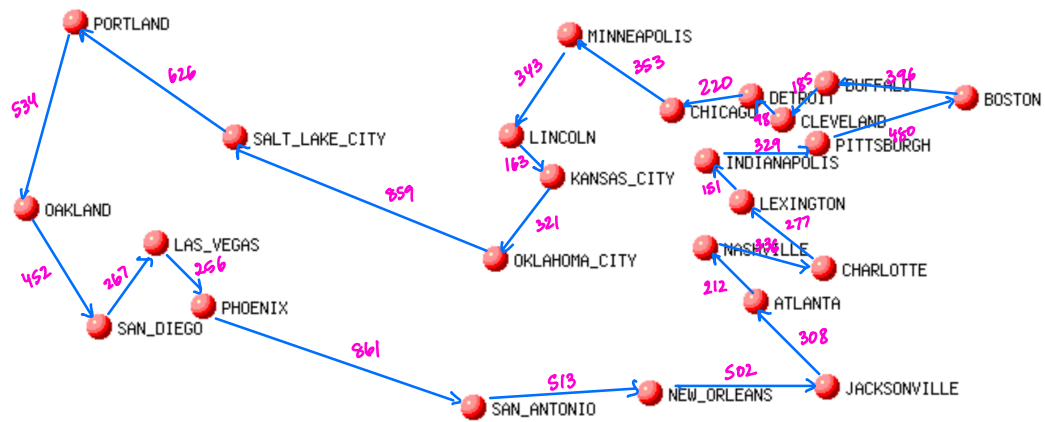 PORTLAND
MINNEAPOLIS
626
343
353
534
220
185
396
BUFFALO
DETROIT
BOSTON
CHICAGO
98
CLEVELAND
SALT_LAKE_CITY
LINCOLN
480
329
PITTSBURGH
163
INDIANAPOLIS
KANSAS_CITY
859
151
OAKLAND
LEXINGTON
321
277
LAS_VEGAS
NASHVILLE
336
452
267
256
OKLAHOMA_CITY
CHARLOTTE
212
PHOENIX
ATLANTA
SAN_DIEGO
308
861
513
502
NEW_ORLEANS
JACKSONVILLE
SAN_ANTONIO